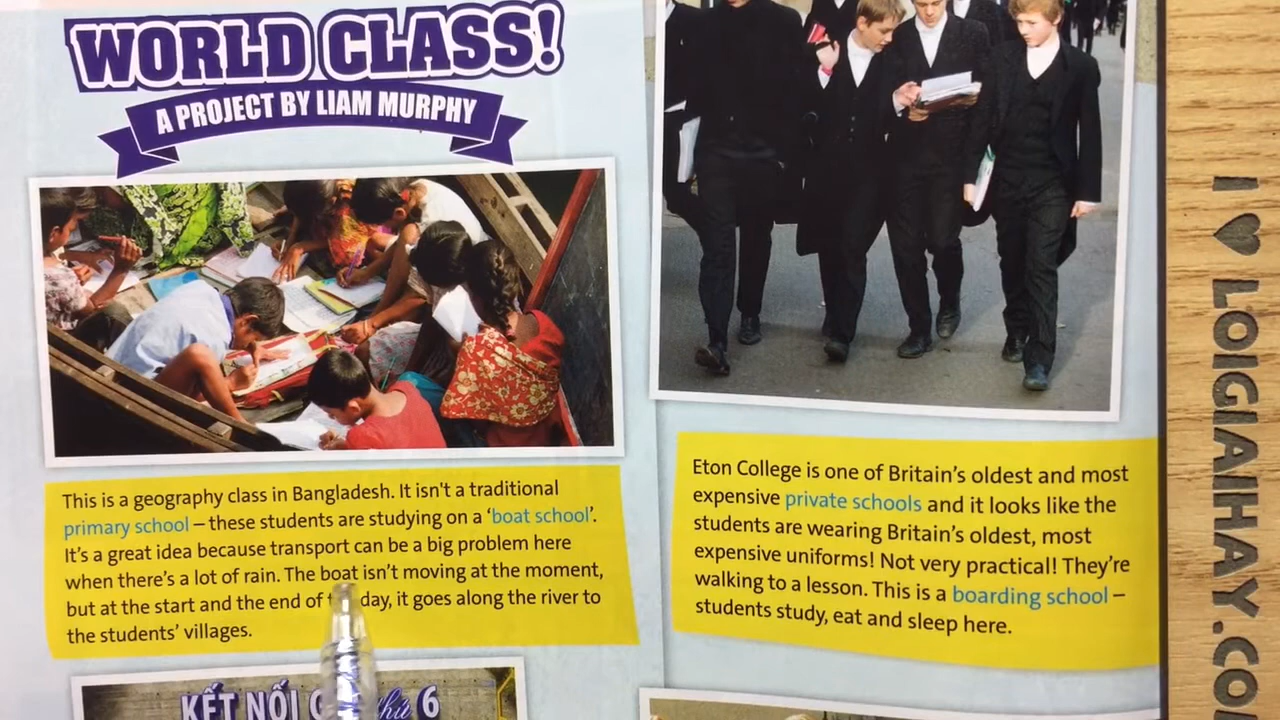 WORLD CLASS!
A PROJECT BY LIAM MURPHY
This is a geography class in Bangladesh. It isn't a traditional
primary school – these students are studying on a 'boat school'.
It's a great idea because transport can be a big problem here
when there's a lot of rain. The boat isn't moving at the moment,
but at the start and the end of day, it goes along the river to
the students' villages.
Eton College is one of Britain's oldest and most
expensive private schools and it looks like the
students are wearing Britain's oldest, most
expensive uniforms! Not very practical! They're
walking to a lesson. This is a boarding school –
students study, eat and sleep here.
KẾT NỐI 6
I ♥ LOIGIAIHAY.CO